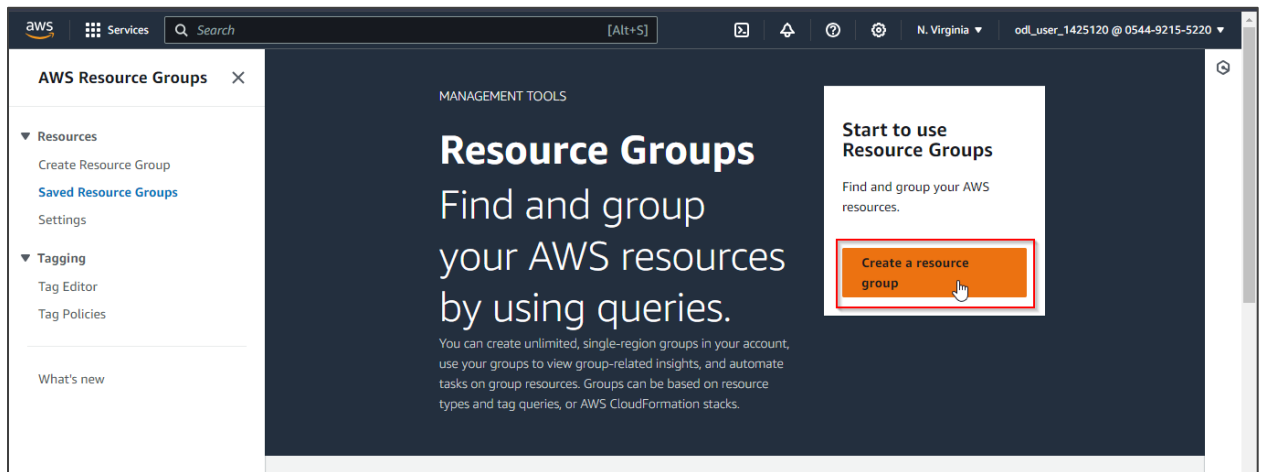 aws
Services
Search
[Alt+S]
N. Virginia
odl_user_1425120 @ 0544-9215-5220
AWS Resource Groups
Resources
Create Resource Group
Saved Resource Groups
Settings
Tagging
Tag Editor
Tag Policies
What's new
MANAGEMENT TOOLS
Resource Groups
Find and group
your AWS resources
by using queries.
You can create unlimited, single-region groups in your account,
use your groups to view group-related insights, and automate
tasks on group resources. Groups can be based on resource
types and tag queries, or AWS CloudFormation stacks.
Start to use
Resource Groups
Find and group your AWS
resources.
Create a resource
group